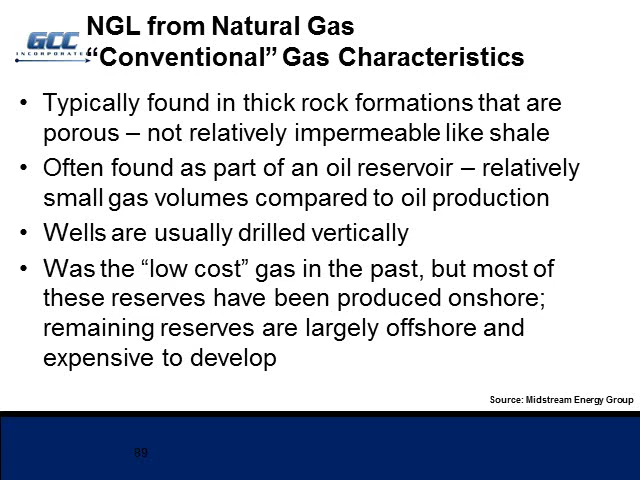 NGL from Natural Gas
GCC
INCORPORATED
“Conventional” Gas Characteristics
• Typically found in thick rock formations that are
porous – not relatively impermeable like shale
• Often found as part of an oil reservoir – relatively
small gas volumes compared to oil production
• Wells are usually drilled vertically
• Was the “low cost” gas in the past, but most of
these reserves have been produced onshore;
remaining reserves are largely offshore and
expensive to develop
Source: Midstream Energy Group
89